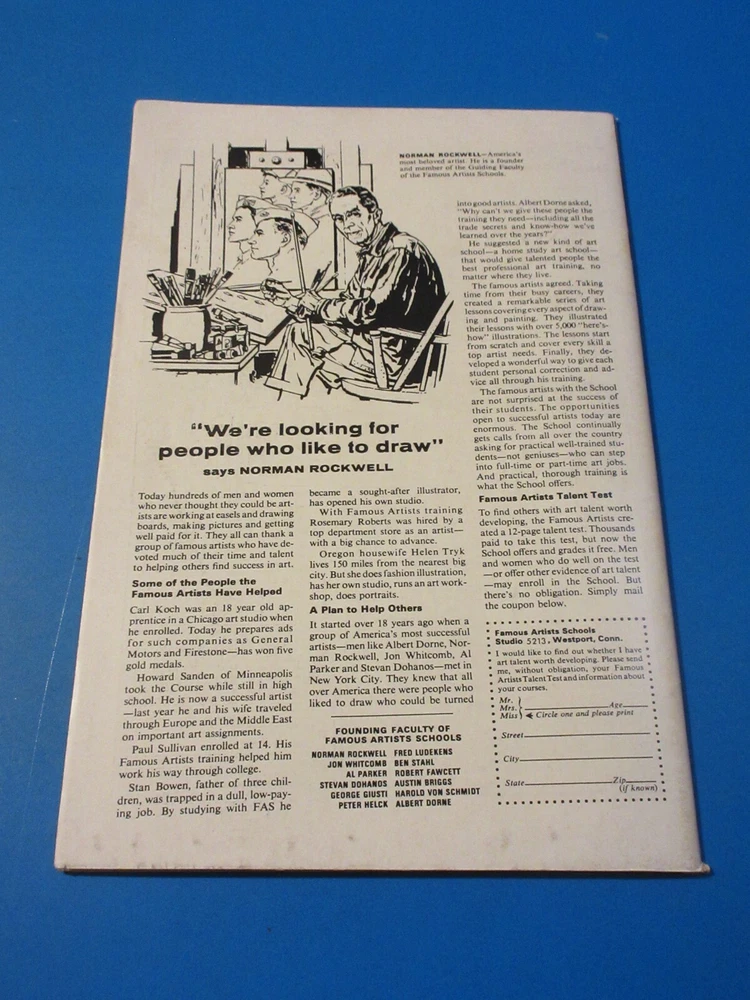 NORMAN ROCKWELL—America's
most beloved artist. He is a founder
and member of the Guiding Faculty
of the Famous Artists Schools.
"We're looking for
people who like to draw"
says NORMAN ROCKWELL
Today hundreds of men and women
who never thought they could be art-
ists are working at easels and drawing
boards, making pictures and getting
well paid for it. They all can thank a
group of famous artists who have de-
voted much of their time and talent
to helping others find success in art.
Some of the People the
Famous Artists Have Helped
Carl Koch was an 18 year old ap-
prentice in a Chicago art studio when
he enrolled. Today he prepares ads
for such companies as General
Motors and Firestone—has won five
gold medals.
Howard Sanden of Minneapolis
took the Course while still in high
school. He is now a successful artist
—last year he and his wife traveled
through Europe and the Middle East
on important art assignments.
Paul Sullivan enrolled at 14. His
Famous Artists training helped him
work his way through college.
Stan Bowen, father of three chil-
dren, was trapped in a dull, low-pay-
ing job. By studying with FAS he
became a sought-after illustrator,
has opened his own studio.
With Famous Artists training
Rosemary Roberts was hired by a
top department store as an artist—
with a big chance to advance.
Oregon housewife Helen Tryk
lives 150 miles from the nearest big
city. But she does fashion illustration,
has her own studio, runs an art work-
shop, does portraits.
A Plan to Help Others
It started over 18 years ago when a
group of America's most successful
artists—men like Albert Dorne, Nor-
man Rockwell, Jon Whitcomb, Al
Parker and Stevan Dohanos—met in
New York City. They knew that all
over America there were people who
liked to draw who could be turned
FOUNDING FACULTY OF
FAMOUS ARTISTS SCHOOLS
NORMAN ROCKWELL FRED LUDEKENS
JON WHITCOMB BEN STAHL
AL PARKER ROBERT FAWCETT
STEVAN DOHANOS AUSTIN BRIGGS
GEORGE GIUSTI HAROLD VON SCHMIDT
PETER HELCK ALBERT DORNE
into good artists. Albert Dorne asked,
"Why can't we give these people the
training they need—including all the
trade secrets and know-how we've
learned over the years?"
He suggested a new kind of art
school—a home study art school—
that would give talented people the
best professional art training, no
matter where they live.
The famous artists agreed. Taking
time from their busy careers, they
created a remarkable series of art
lessons covering every aspect of draw-
ing and painting. They illustrated
their lessons with over 5,000 "here's-
how" illustrations. The lessons start
from scratch and cover every skill a
top artist needs. Finally, they de-
veloped a wonderful way to give each
student personal correction and ad-
vice all through his training.
The famous artists with the School
are not surprised at the success of
their students. The opportunities
open to successful artists today are
enormous. The School continually
gets calls from all over the country
asking for practical well-trained stu-
dents—not geniuses—who can step
into full-time or part-time art jobs.
And practical, thorough training is
what the School offers.
Famous Artists Talent Test
To find others with art talent worth
developing, the Famous Artists cre-
ated a 12-page talent test. Thousands
paid to take this test, but now the
School offers and grades it free. Men
and women who do well on the test
—or offer other evidence of art talent
—may enroll in the School. But
there's no obligation. Simply mail
the coupon below.
Famous Artists Schools
Studio 5213, Westport, Conn.
I would like to find out whether I have
art talent worth developing. Please send
me, without obligation, your Famous
Artists Talent Test and information about
your courses.
Mr.
Mrs. Age
Miss Circle one and please print
Street
City
State Zip
(if known)